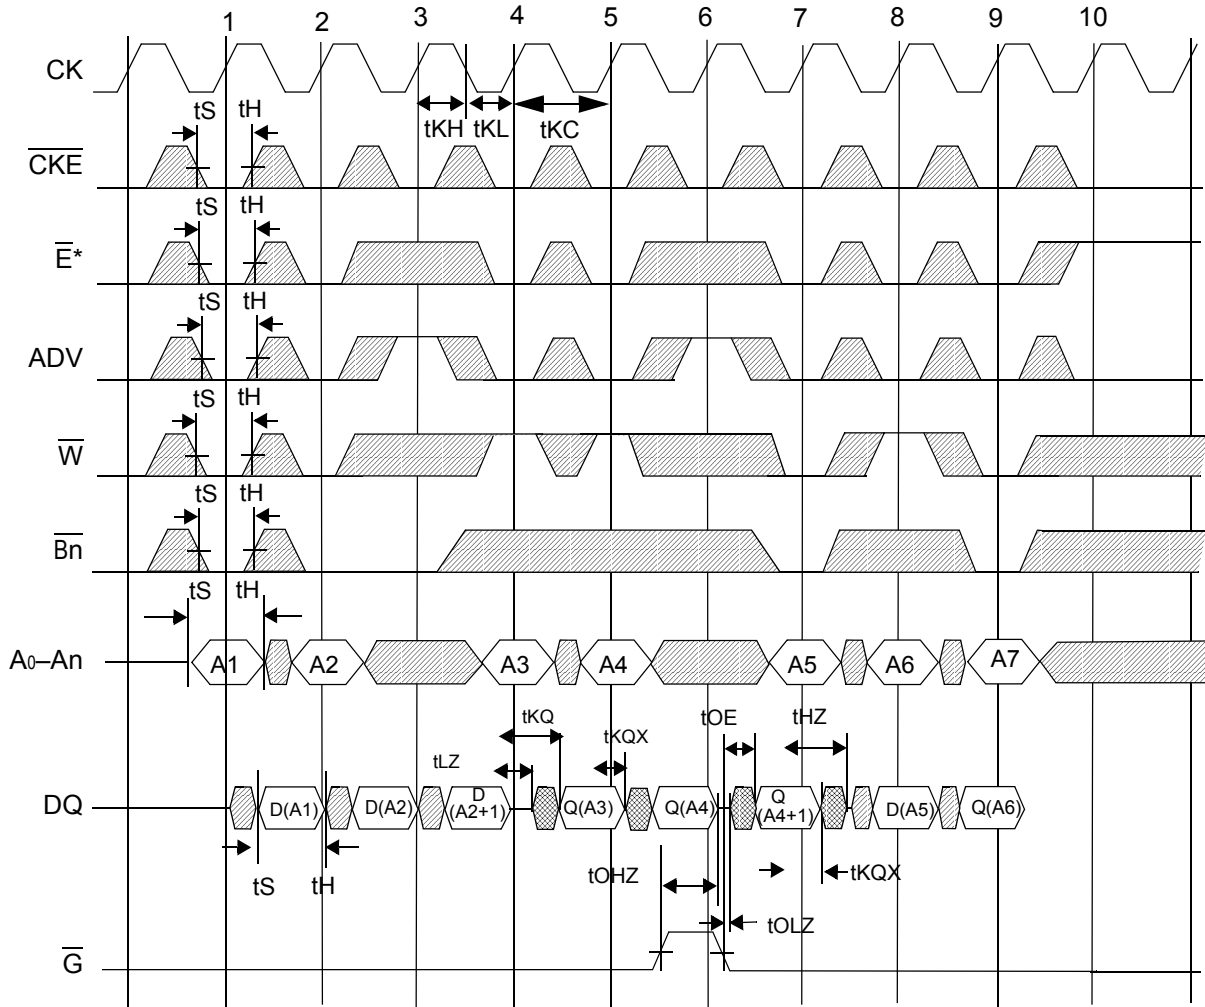 1 2 3 4 5 6 7 8 9 10
CK
tKH tKL tKC
tS tH
CKE
tS tH
E*
tS tH
ADV
tS tH
W
tS tH
Bn
tS tH
A0–An A1 A2 A3 A4 A5 A6 A7
tKQ tOE tHZ
tLZ tKQX
DQ D(A1) D(A2) D (A2+1) Q(A3) Q(A4) Q (A4+1) D(A5) Q(A6)
tS tH tOHZ tKQX
tOLZ
G